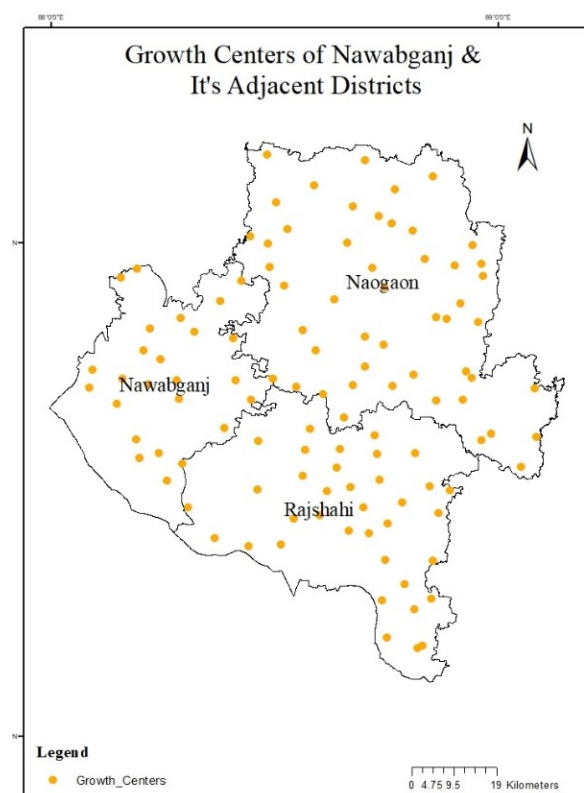 88°0'0"E 89°0'0"E
Growth Centers of Nawabganj &
It's Adjacent Districts
N
N
Naogaon
Nawabganj
Rajshahi
N
Legend
Growth_Centers
0 4.75 9.5 19 Kilometers